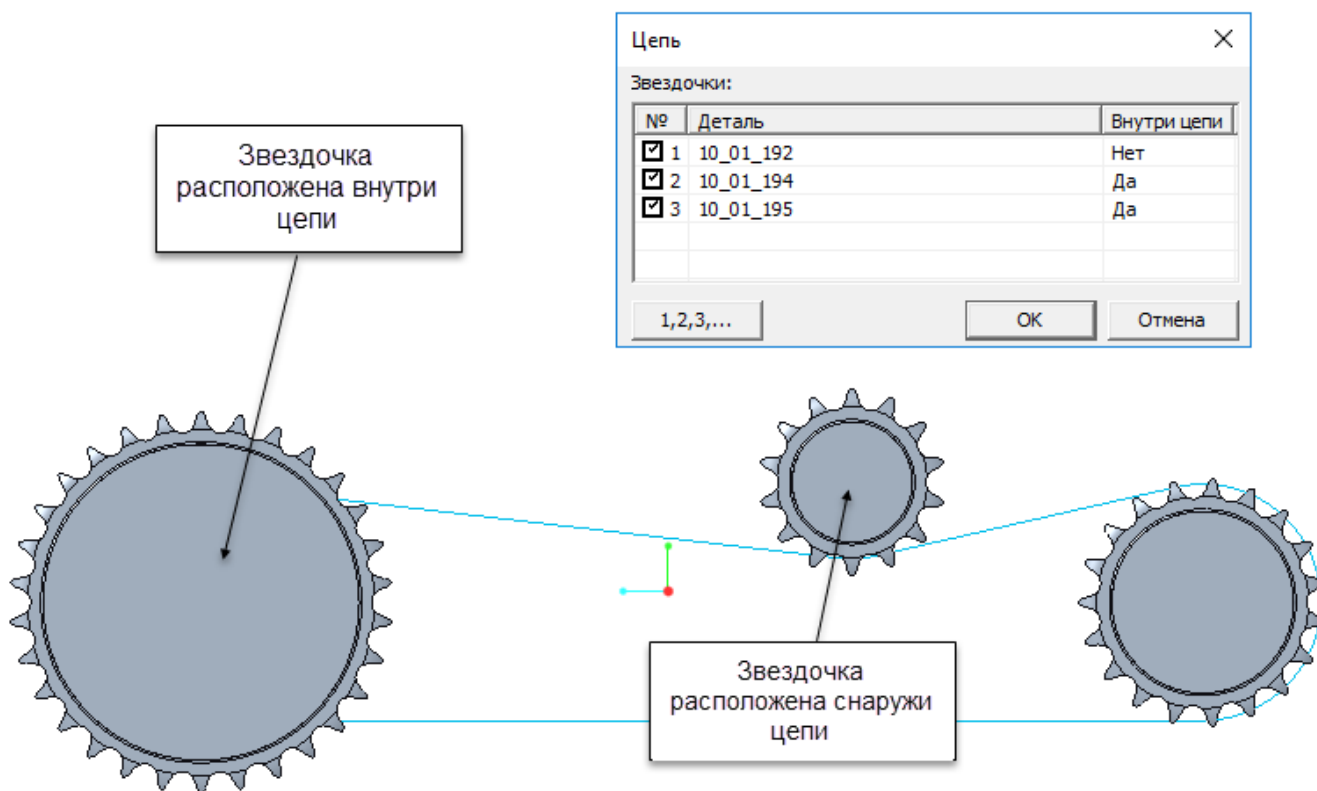 Цепь
Звездочки:
№ Деталь Внутри цепи
1 10_01_192 Нет
2 10_01_194 Да
3 10_01_195 Да
1,2,3,... OK Отмена
Звездочка
расположена внутри
цепи
Звездочка
расположена снаружи
цепи